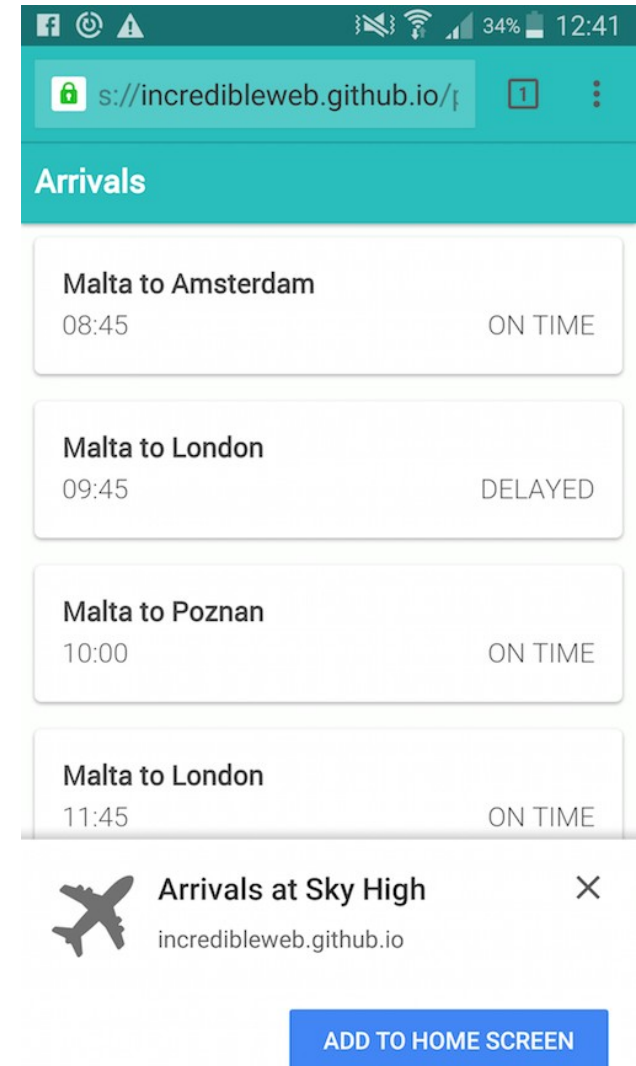 34% 12:41
s://incredibleweb.github.io/p
1
Arrivals
Malta to Amsterdam
08:45 ON TIME
Malta to London
09:45 DELAYED
Malta to Poznan
10:00 ON TIME
Malta to London
11:45 ON TIME
Arrivals at Sky High
incredibleweb.github.io
ADD TO HOME SCREEN